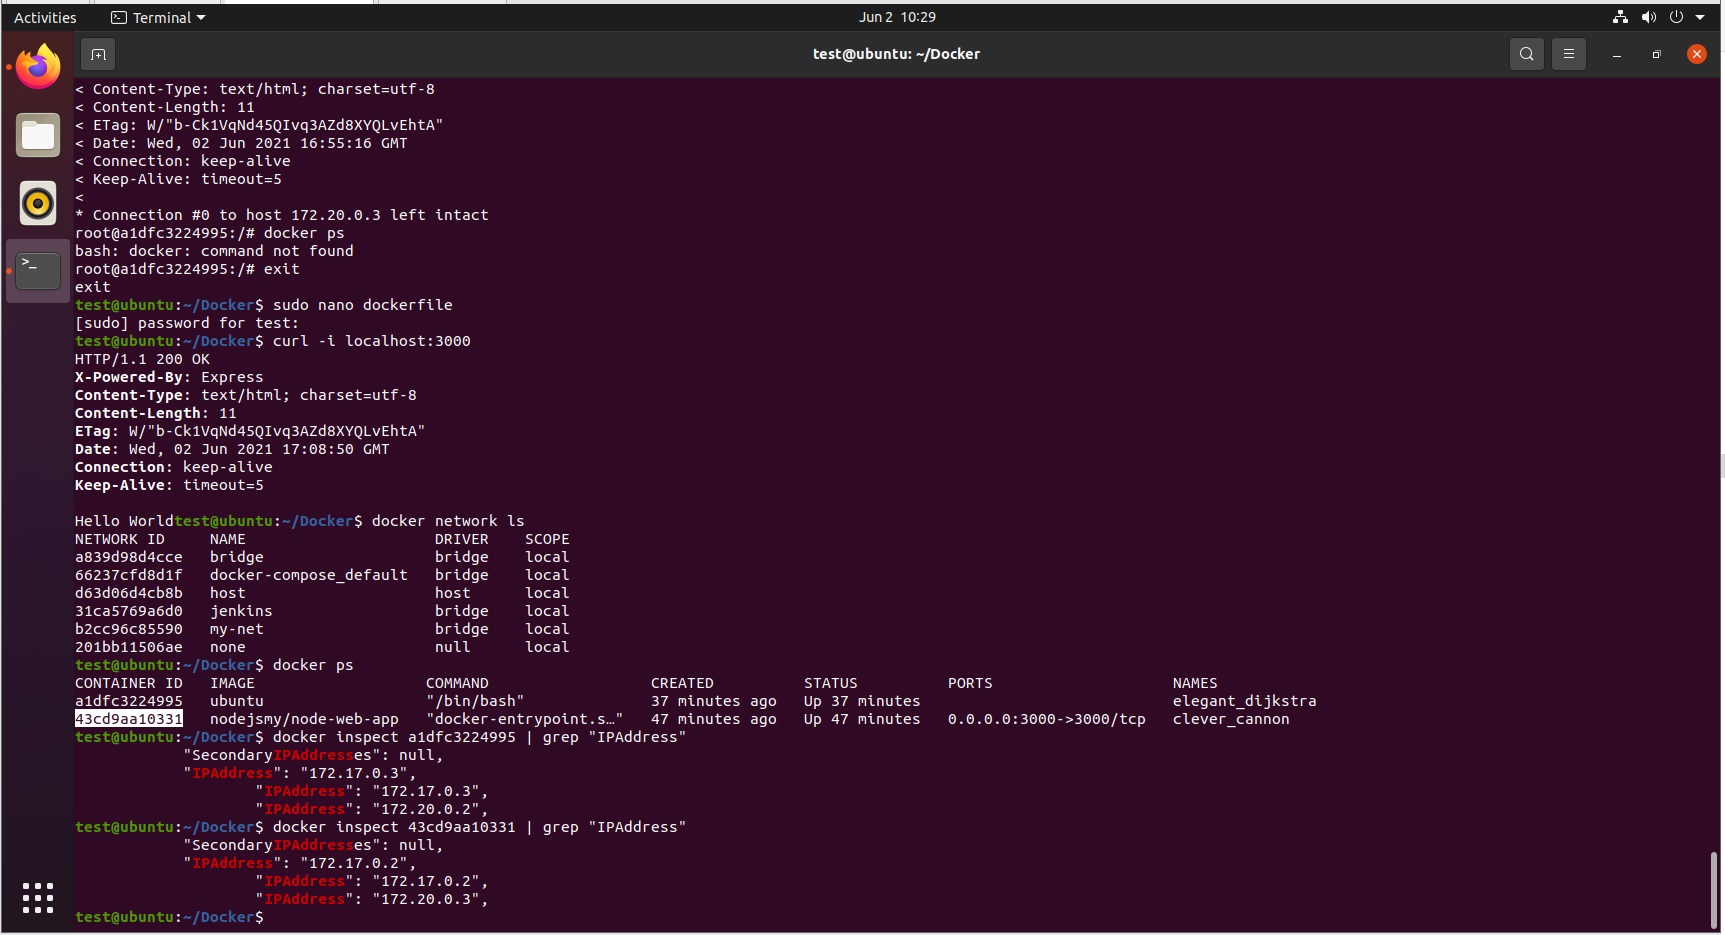 Activities
Terminal
Jun 2 10:29
test@ubuntu: ~/Docker
< Content-Type: text/html; charset=utf-8
< Content-Length: 11
< ETag: W/"b-Ck1VqNd45QIvq3AZd8XYQLvEhtA"
< Date: Wed, 02 Jun 2021 16:55:16 GMT
< Connection: keep-alive
< Keep-Alive: timeout=5
<
* Connection #0 to host 172.20.0.3 left intact
root@a1dfc3224995:/# docker ps
bash: docker: command not found
root@a1dfc3224995:/# exit
exit
test@ubuntu:~/Docker$ sudo nano dockerfile
[sudo] password for test:
test@ubuntu:~/Docker$ curl -i localhost:3000
HTTP/1.1 200 OK
X-Powered-By: Express
Content-Type: text/html; charset=utf-8
Content-Length: 11
ETag: W/"b-Ck1VqNd45QIvq3AZd8XYQLvEhtA"
Date: Wed, 02 Jun 2021 17:08:50 GMT
Connection: keep-alive
Keep-Alive: timeout=5
Hello Worldtest@ubuntu:~/Docker$ docker network ls
NETWORK ID     NAME                     DRIVER    SCOPE
a839d98d4cce   bridge                   bridge    local
66237cfd8d1f   docker-compose_default   bridge    local
d63d06d4cb8b   host                     host      local
31ca5769a6d0   jenkins                  bridge    local
b2cc96c85590   my-net                   bridge    local
201bb11506ae   none                     null      local
test@ubuntu:~/Docker$ docker ps
CONTAINER ID   IMAGE                   COMMAND                  CREATED          STATUS          PORTS                    NAMES
a1dfc3224995   ubuntu                  "/bin/bash"              37 minutes ago   Up 37 minutes                            elegant_dijkstra
43cd9aa10331   nodejsmy/node-web-app   "docker-entrypoint.s…"   47 minutes ago   Up 47 minutes   0.0.0.0:3000->3000/tcp   clever_cannon
test@ubuntu:~/Docker$ docker inspect a1dfc3224995 | grep "IPAddress"
            "SecondaryIPAddresses": null,
            "IPAddress": "172.17.0.3",
                    "IPAddress": "172.17.0.3",
                    "IPAddress": "172.20.0.2",
test@ubuntu:~/Docker$ docker inspect 43cd9aa10331 | grep "IPAddress"
            "SecondaryIPAddresses": null,
            "IPAddress": "172.17.0.2",
                    "IPAddress": "172.17.0.2",
                    "IPAddress": "172.20.0.3",
test@ubuntu:~/Docker$